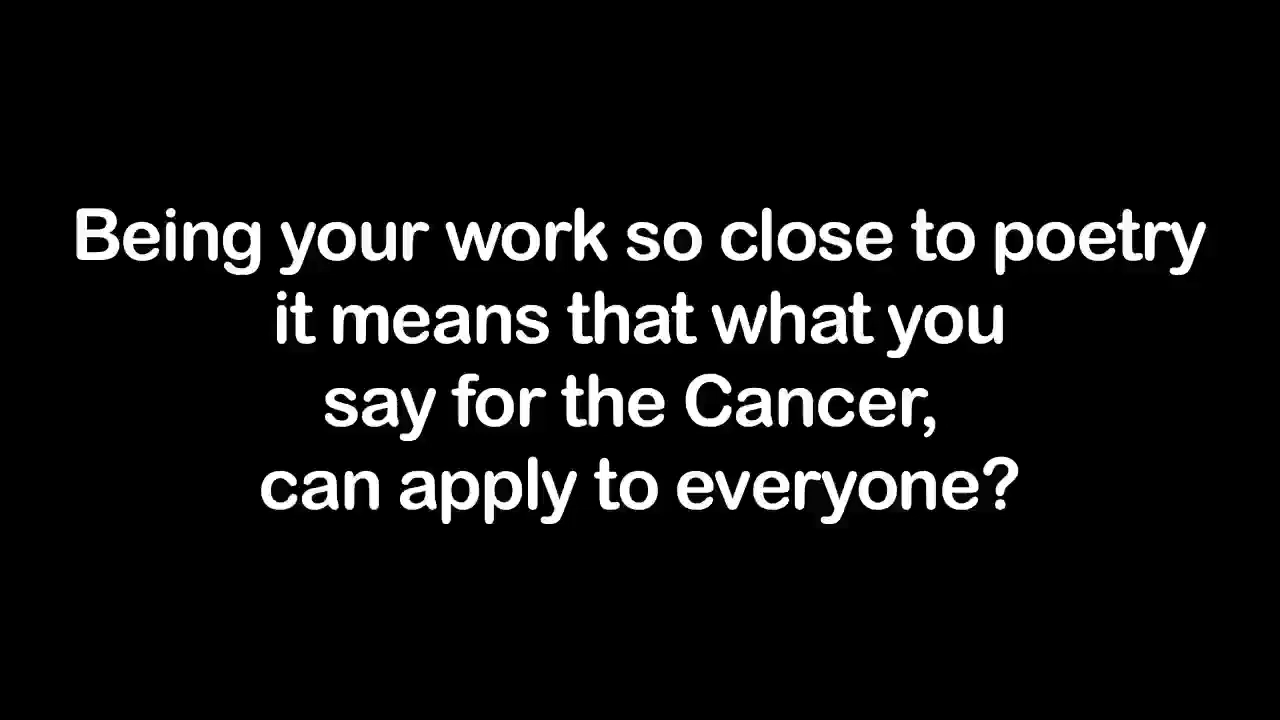 Being your work so close to poetry
it means that what you
say for the Cancer,
can apply to everyone?